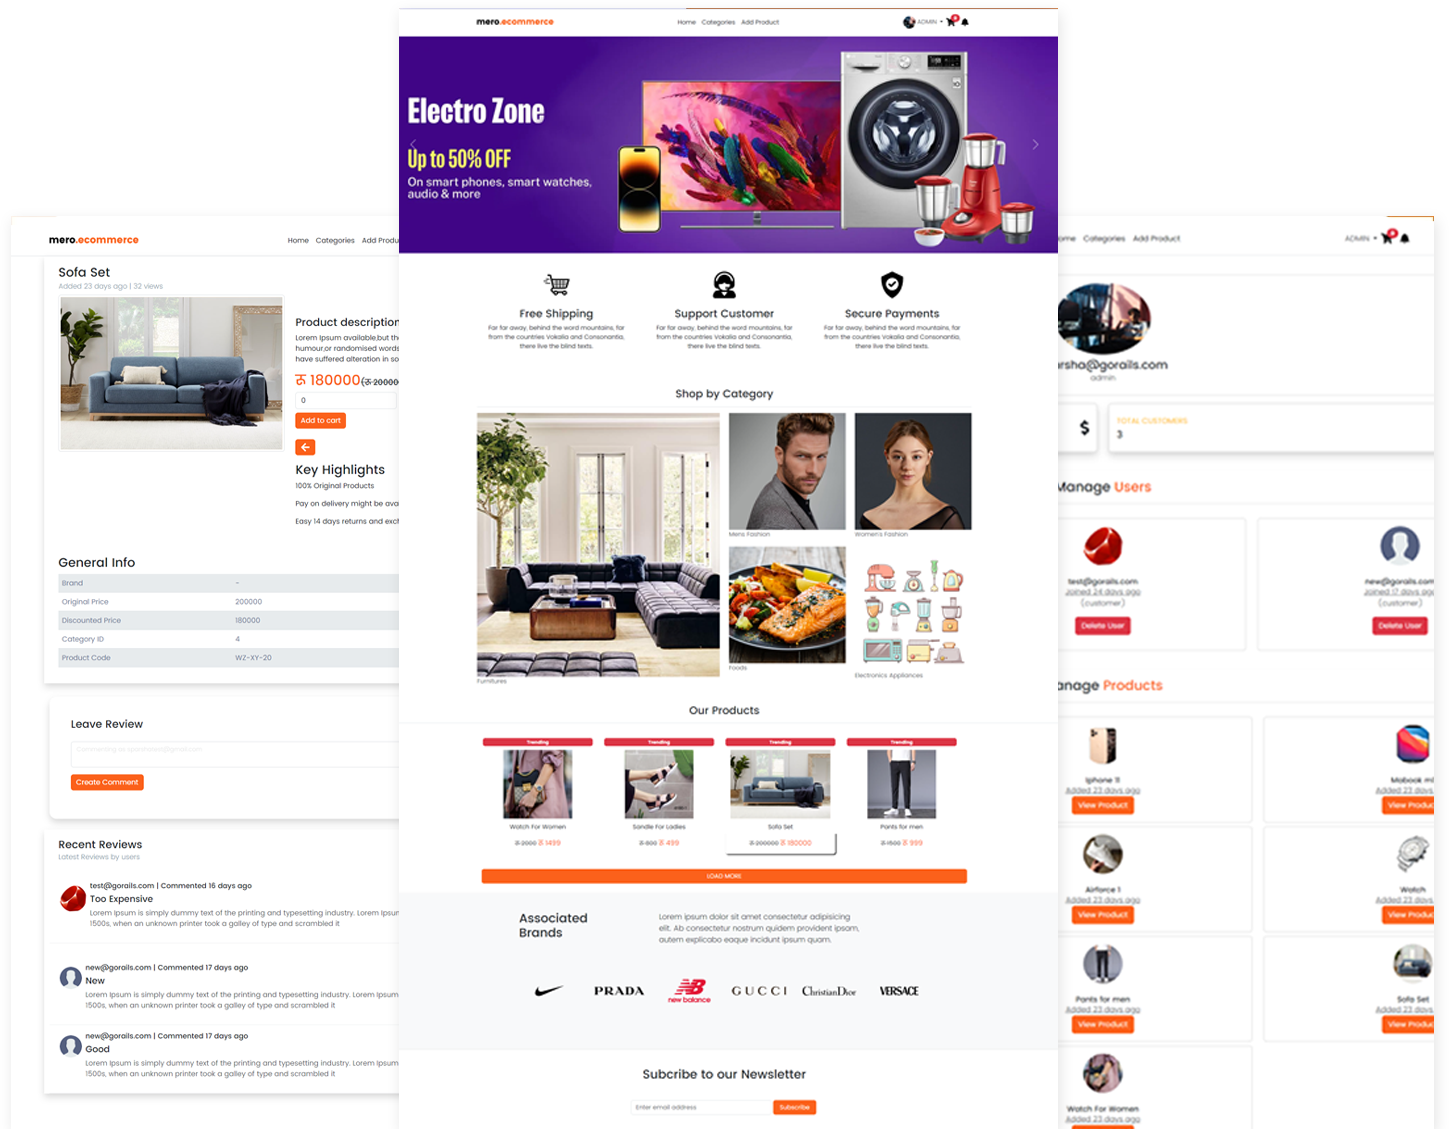 mero.ecommerce
Home Categories Add Product
ADMIN
Electro Zone
Up to 50% OFF
On smart phones, smart watches,
audio & more
Free Shipping
Far far away, behind the word mountains, far
from the countries Vokalia and Consonantia,
there live the blind texts.
Support Customer
Far far away, behind the word mountains, far
from the countries Vokalia and Consonantia,
there live the blind texts.
Secure Payments
Far far away, behind the word mountains, far
from the countries Vokalia and Consonantia,
there live the blind texts.
Shop by Category
Furnitures
Mens Fashion
Women's Fashion
Foods
Electronics Appliances
Our Products
Trending
Watch For Women
रु 2000 रु 1499
Trending
Sandle For Ladies
रु 800 रु 499
Trending
Sofa Set
रु 200000 रु 180000
Trending
Pants for men
रु 1500 रु 999
LOAD MORE
Associated
Brands
Lorem ipsum dolor sit amet consectetur adipisicing
elit. Ab consectetur nostrum quidem provident ipsam,
autem explicabo eaque incidunt ipsum quam.
PRADA
NB
new balance
GUCCI
ChristianDior
VERSACE
Subcribe to our Newsletter
Enter email address
Subscribe
mero.ecommerce
Home Categories Add Produ
Sofa Set
Added 23 days ago | 32 views
Product description
Lorem Ipsum available,but the
humour,or randomised words
have suffered alteration in so
रु 180000(रु 20000
0
Add to cart
Key Highlights
100% Original Products
Pay on delivery might be ava
Easy 14 days returns and exch
General Info
Brand -
Original Price 200000
Discounted Price 180000
Category ID 4
Product Code WZ-XY-20
Leave Review
Create Comment
Recent Reviews
Latest Reviews by users
test@gorails.com | Commented 16 days ago
Too Expensive
Lorem Ipsum is simply dummy text of the printing and typesetting industry. Lorem Ips
1500s, when an unknown printer took a galley of type and scrambled it
new@gorails.com | Commented 17 days ago
New
Lorem Ipsum is simply dummy text of the printing and typesetting industry. Lorem Ips
1500s, when an unknown printer took a galley of type and scrambled it
new@gorails.com | Commented 17 days ago
Good
Lorem Ipsum is simply dummy text of the printing and typesetting industry. Lorem Ips
1500s, when an unknown printer took a galley of type and scrambled it
ome Categories Add Product
ADMIN
rsha@gorails.com
admin
$
TOTAL CUSTOMERS
3
Manage Users
test@gorails.com
Joined 24 days ago
(customer)
Delete User
new@gorails.com
Joined 17 days ago
(customer)
Delete User
anage Products
Iphone 11
Added 23 days ago
View Product
Macbook m1
Added 23 days ago
View Produc
Airforce 1
Added 23 days ago
View Product
Watch
Added 23 days ago
View Produc
Pants for men
Added 23 days ago
View Product
Sofa Set
Added 23 days ago
View Produc
Watch For Women
Added 23 days ago